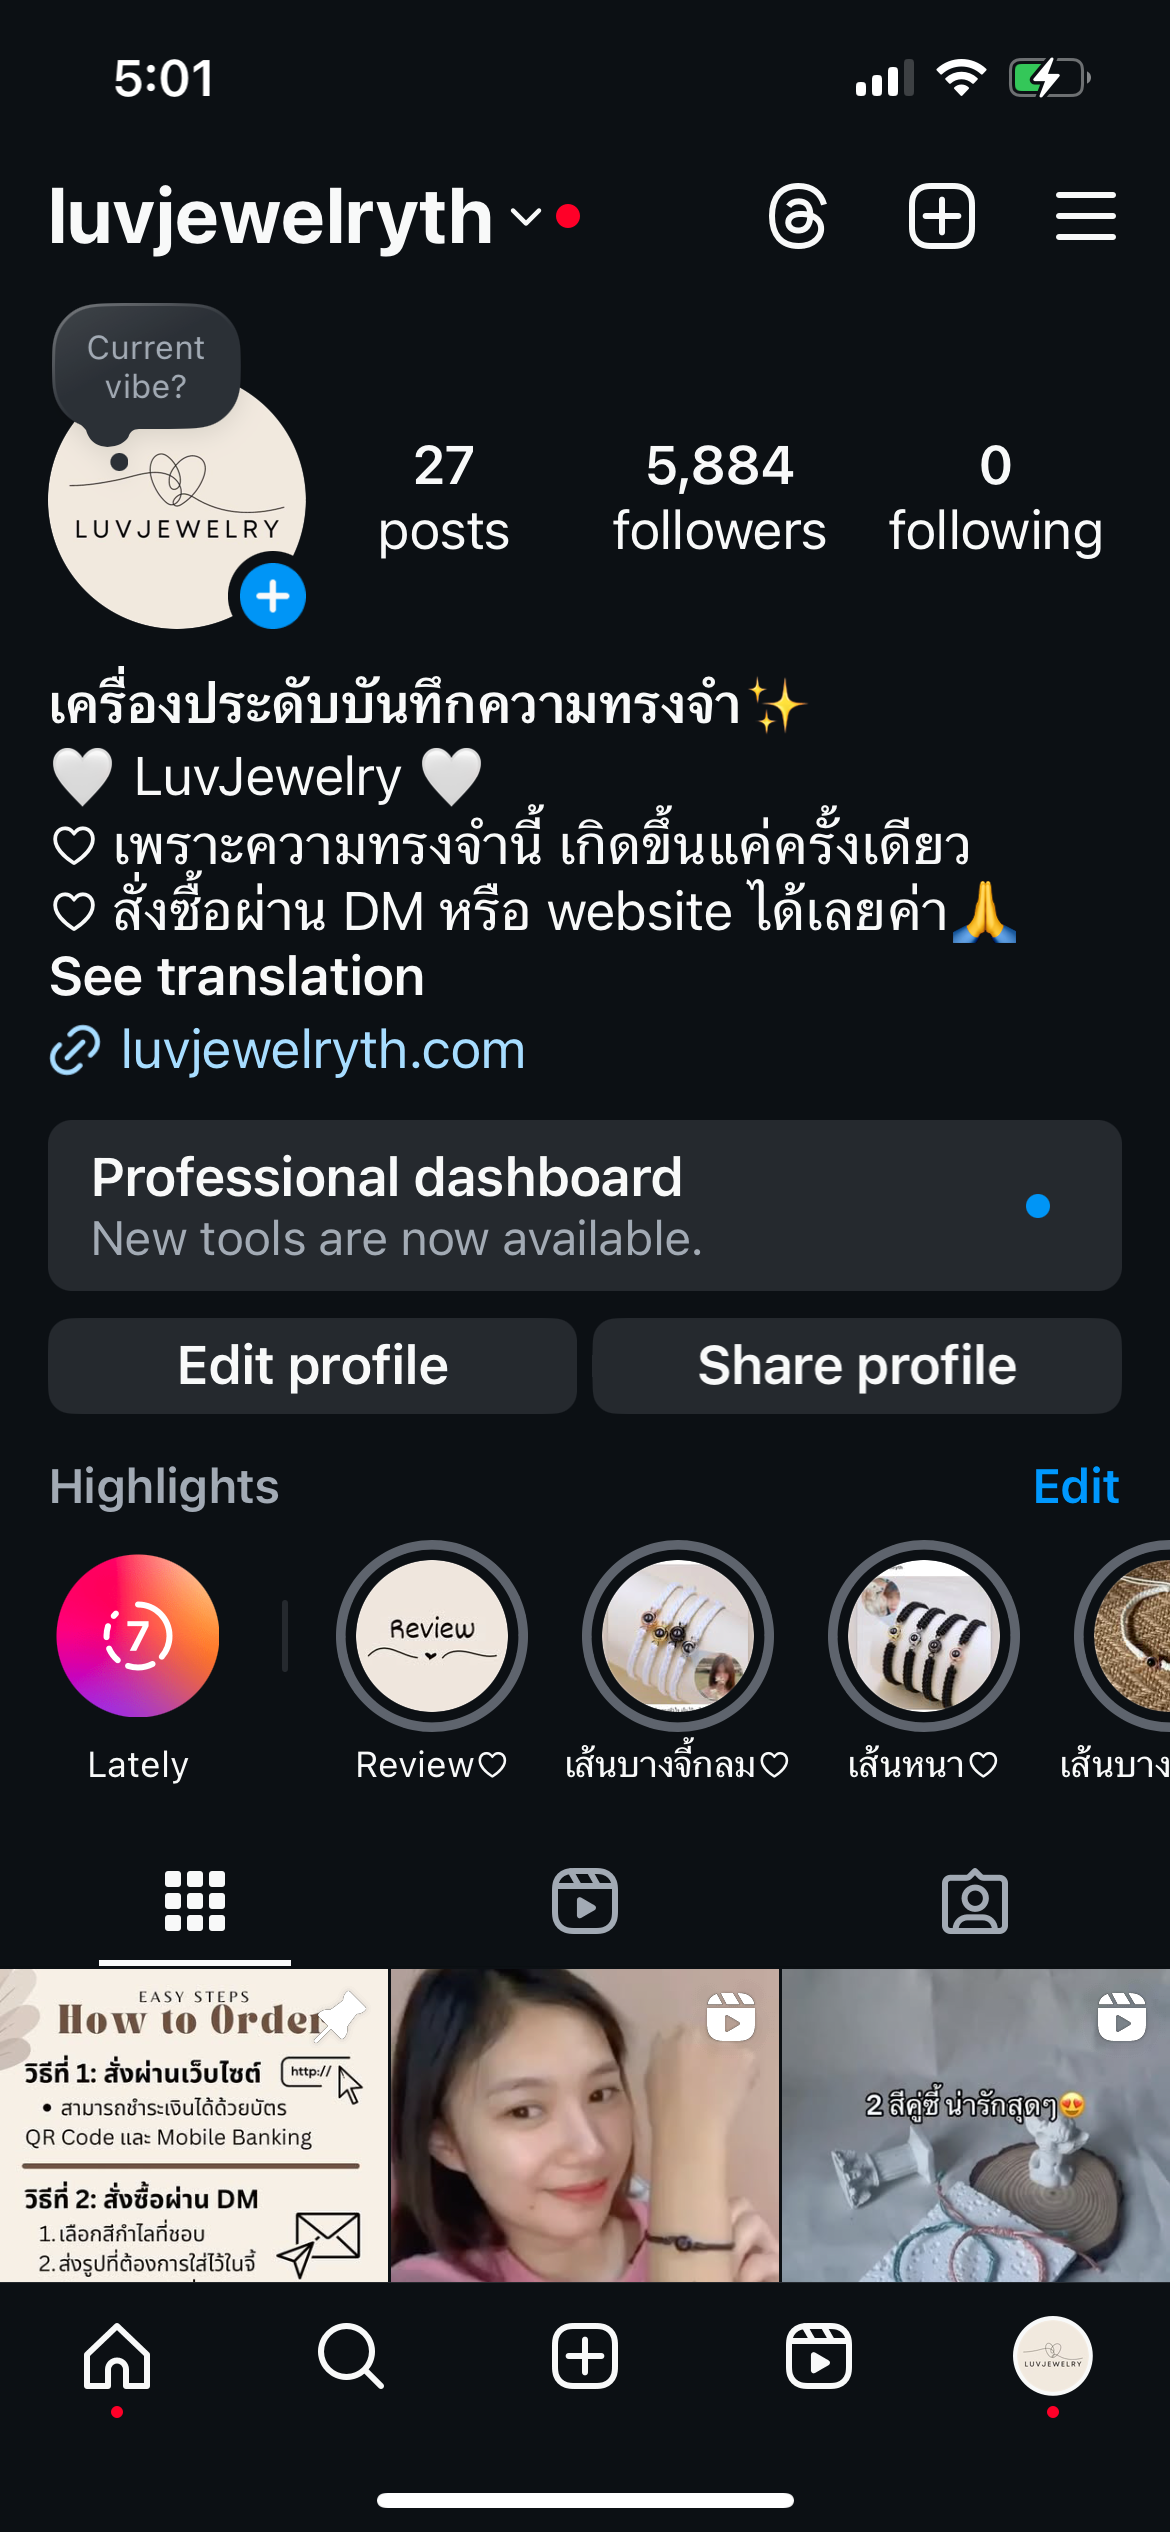 5:01
luvjewelryth
Current
vibe?
LUVJEWELRY
27
posts
5,884
followers
0
following
เครื่องประดับบันทึกความทรงจำ✨
🤍 LuvJewelry 🤍
♡ เพราะความทรงจำนี้ เกิดขึ้นแค่ครั้งเดียว
♡ สั่งซื้อผ่าน DM หรือ website ได้เลยค่า🙏
See translation
luvjewelryth.com
Professional dashboard
New tools are now available.
Edit profile
Share profile
Highlights
Edit
7
Review
Lately
Review♡
เส้นบางจี้กลม♡
เส้นหนา♡
เส้นบาง
EASY STEPS
How to Order
วิธีที่ 1: สั่งผ่านเว็บไซต์
http://
• สามารถชำระเงินได้ด้วยบัตร
QR Code และ Mobile Banking
วิธีที่ 2: สั่งซื้อผ่าน DM
1. เลือกสีกำไลที่ชอบ
2. ส่งรูปที่ต้องการใส่ไว้ในจี้
2 สีคู่ซี้ น่ารักสุดๆ😍
LUVJEWELRY